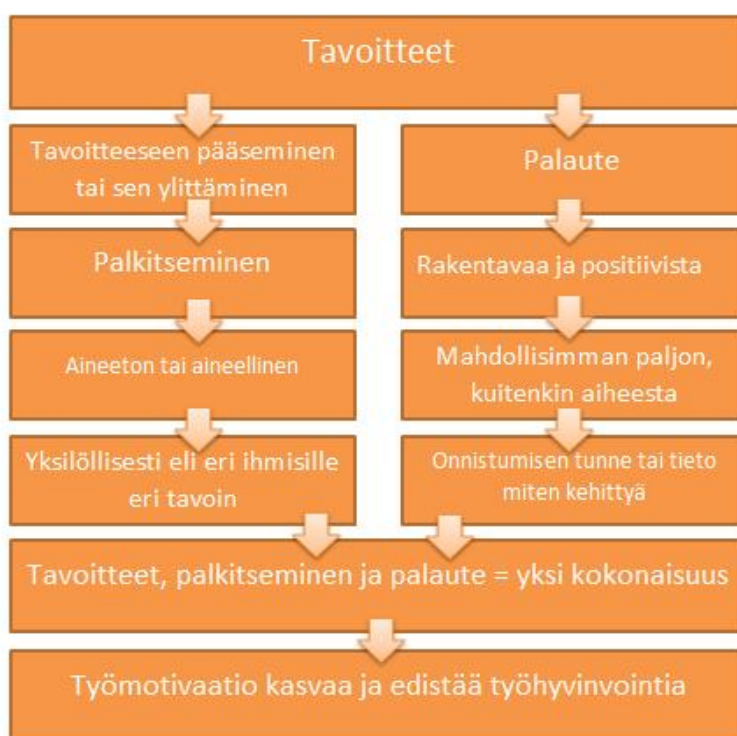 Tavoitteet
Tavoitteeseen pääseminen
tai sen ylittäminen
Palkitseminen
Aineeton tai aineellinen
Yksilöllisesti eli eri ihmisille
eri tavoin
Palaute
Rakentavaa ja positiivista
Mahdollisimman paljon,
kuitenkin aiheesta
Onnistumisen tunne tai tieto
miten kehittyä
Tavoitteet, palkitseminen ja palaute = yksi kokonaisuus
Työmotivaatio kasvaa ja edistää työhyvinvointia